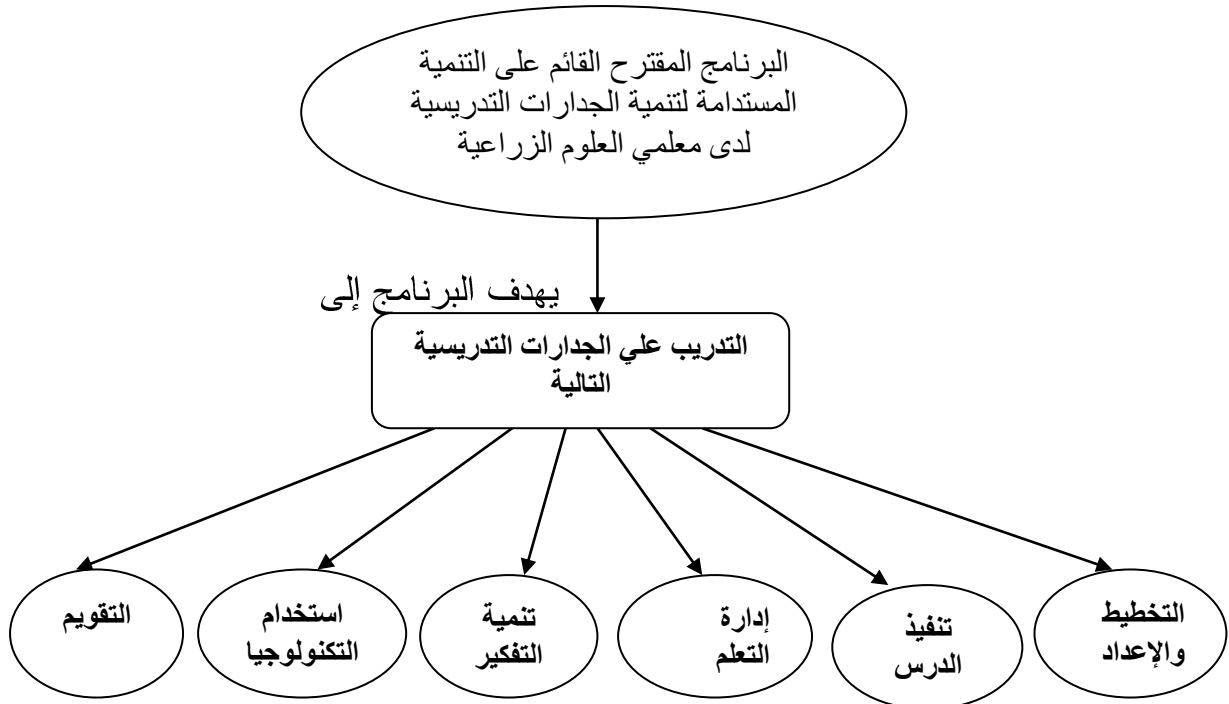 البرنامج المقترح القائم على التنمية
المستدامة لتنمية الجدارات التدريسية
لدى معلمي العلوم الزراعية
يهدف البرنامج إلى
التدريب علي الجدارات التدريسية
التالية
التخطيط
والإعداد
تنفيذ
الدرس
إدارة
التعلم
تنمية
التفكير
استخدام
التكنولوجيا
التقويم